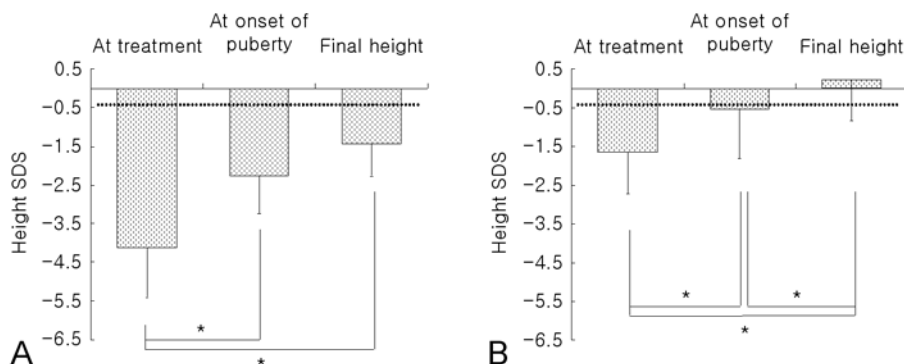 At treatment
At onset of
puberty
Final height
0.5
−0.5
−1.5
−2.5
−3.5
−4.5
−5.5
−6.5
Height SDS
*
*
A
At treatment
At onset of
puberty
Final height
0.5
−0.5
−1.5
−2.5
−3.5
−4.5
−5.5
−6.5
Height SDS
*
*
*
B